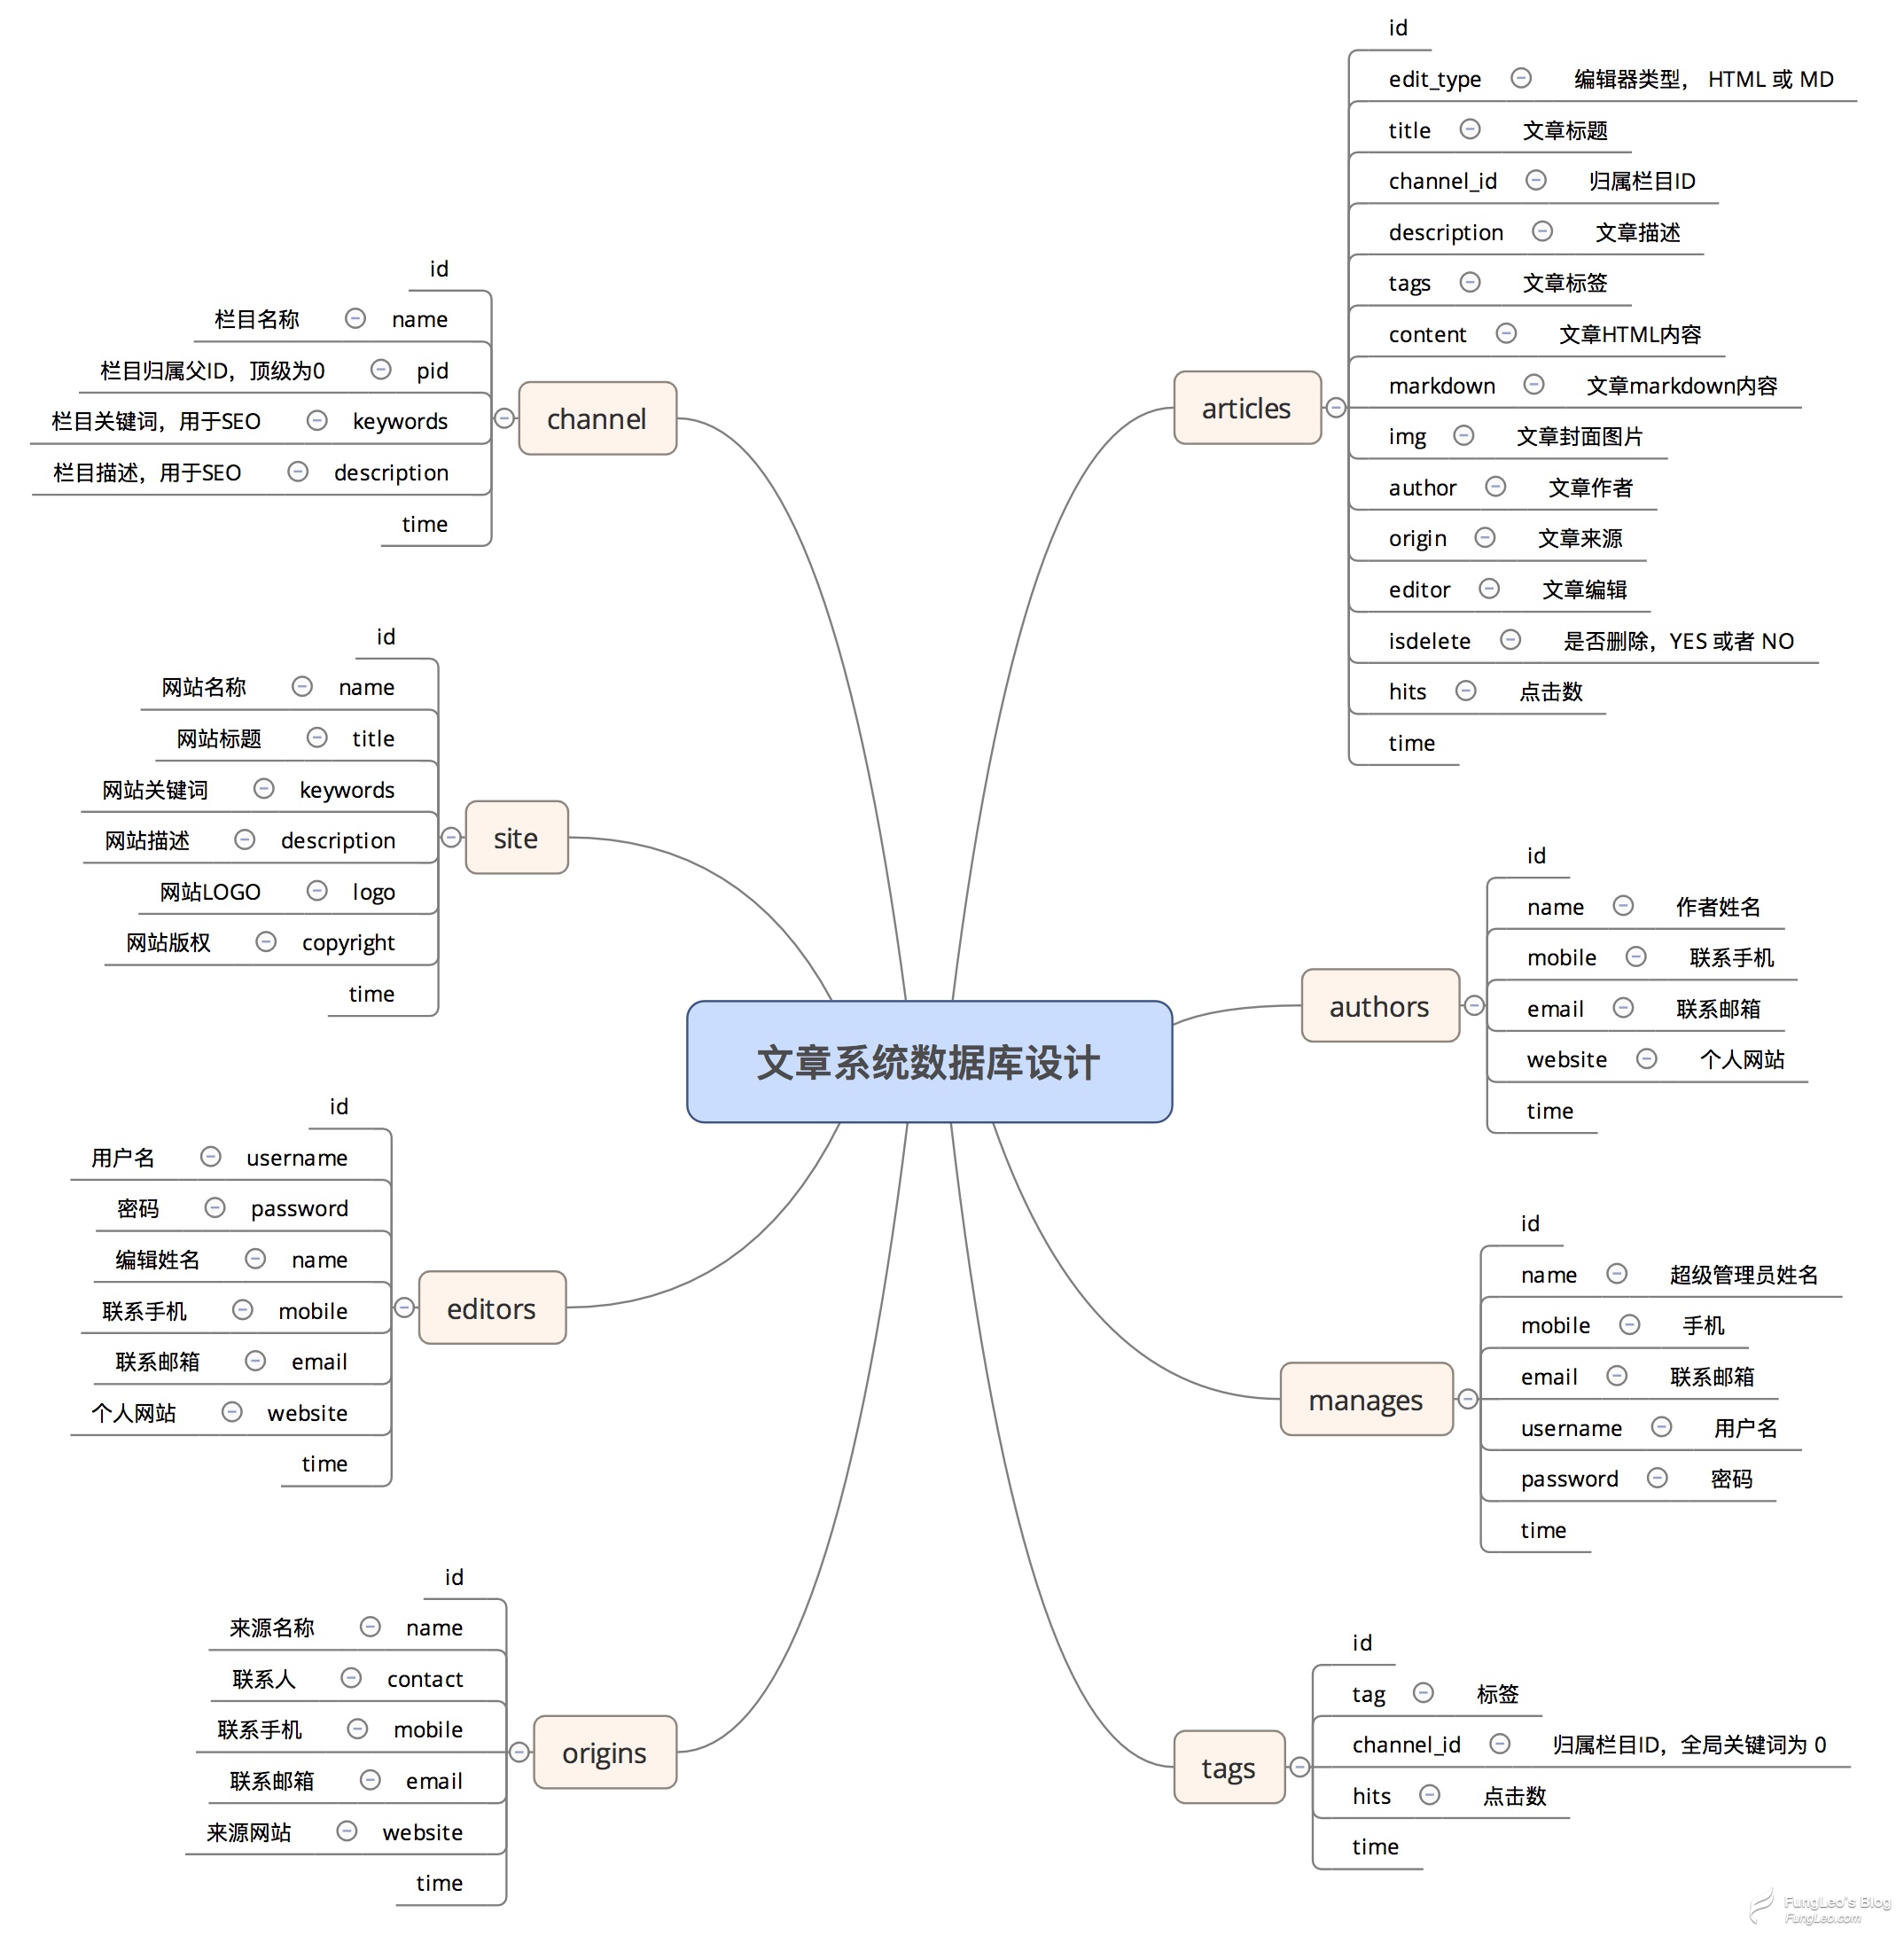 文章系统数据库设计
articles
id
edit_type 编辑器类型, HTML 或 MD
title 文章标题
channel_id 归属栏目ID
description 文章描述
tags 文章标签
content 文章HTML内容
markdown 文章markdown内容
img 文章封面图片
author 文章作者
origin 文章来源
editor 文章编辑
isdelete 是否删除，YES 或者 NO
hits 点击数
time
authors
id
name 作者姓名
mobile 联系手机
email 联系邮箱
website 个人网站
time
manages
id
name 超级管理员姓名
mobile 手机
email 联系邮箱
username 用户名
password 密码
time
tags
id
tag 标签
channel_id 归属栏目ID，全局关键词为 0
hits 点击数
time
channel
id
栏目名称 name
栏目归属父ID，顶级为0 pid
栏目关键词，用于SEO keywords
栏目描述，用于SEO description
time
site
id
网站名称 name
网站标题 title
网站关键词 keywords
网站描述 description
网站LOGO logo
网站版权 copyright
time
editors
id
用户名 username
密码 password
编辑姓名 name
联系手机 mobile
联系邮箱 email
个人网站 website
time
origins
id
来源名称 name
联系人 contact
联系手机 mobile
联系邮箱 email
来源网站 website
time
FungLeo's Blog
FungLeo.com